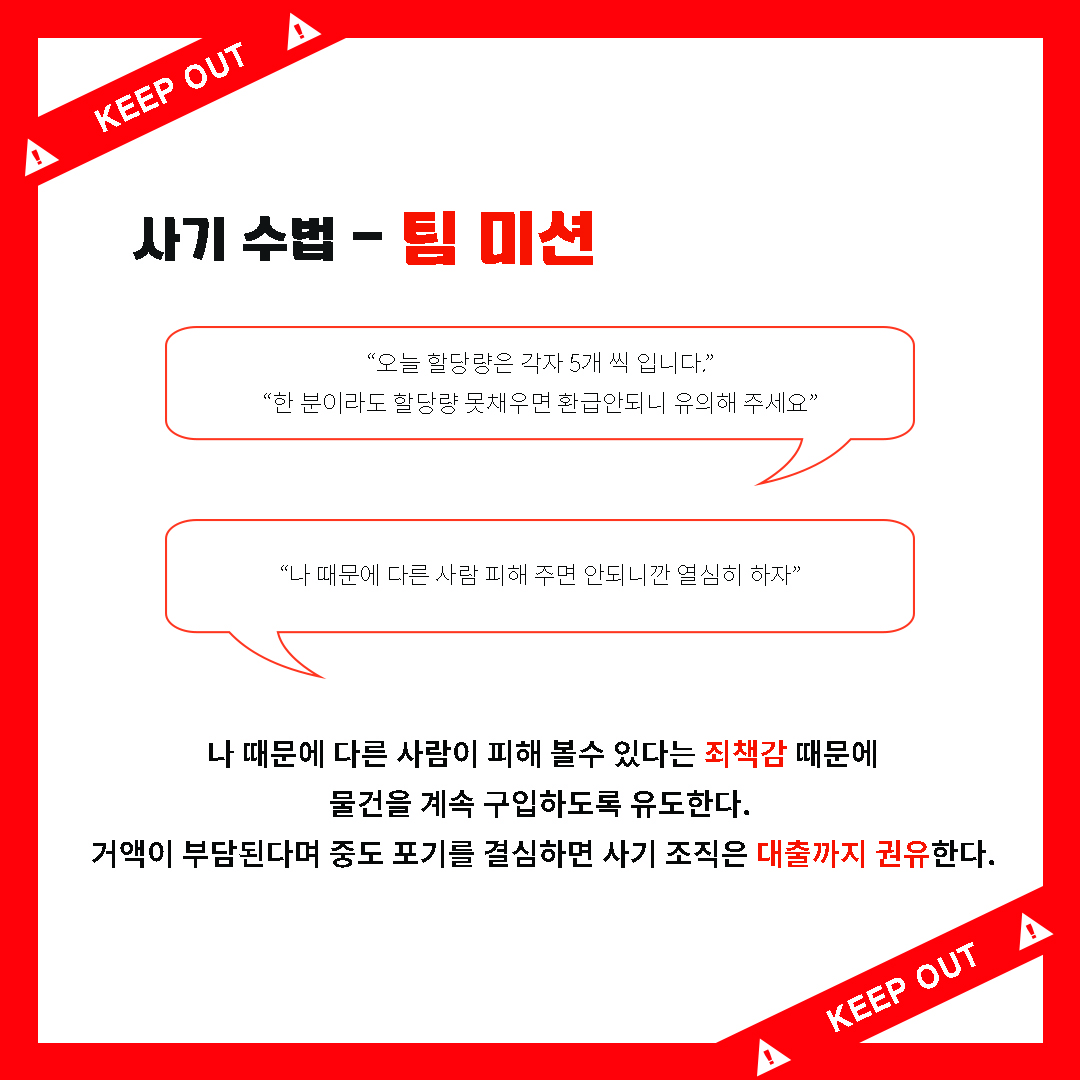 KEEP OUT
사기 수법 - 팀 미션
“오늘 할당량은 각자 5개 씩 입니다.”
“한 분이라도 할당량 못채우면 환급안되니 유의해 주세요”
“나 때문에 다른 사람 피해 주면 안되니깐 열심히 하자”
나 때문에 다른 사람이 피해 볼수 있다는 죄책감 때문에
물건을 계속 구입하도록 유도한다.
거액이 부담된다며 중도 포기를 결심하면 사기 조직은 대출까지 권유한다.
KEEP OUT